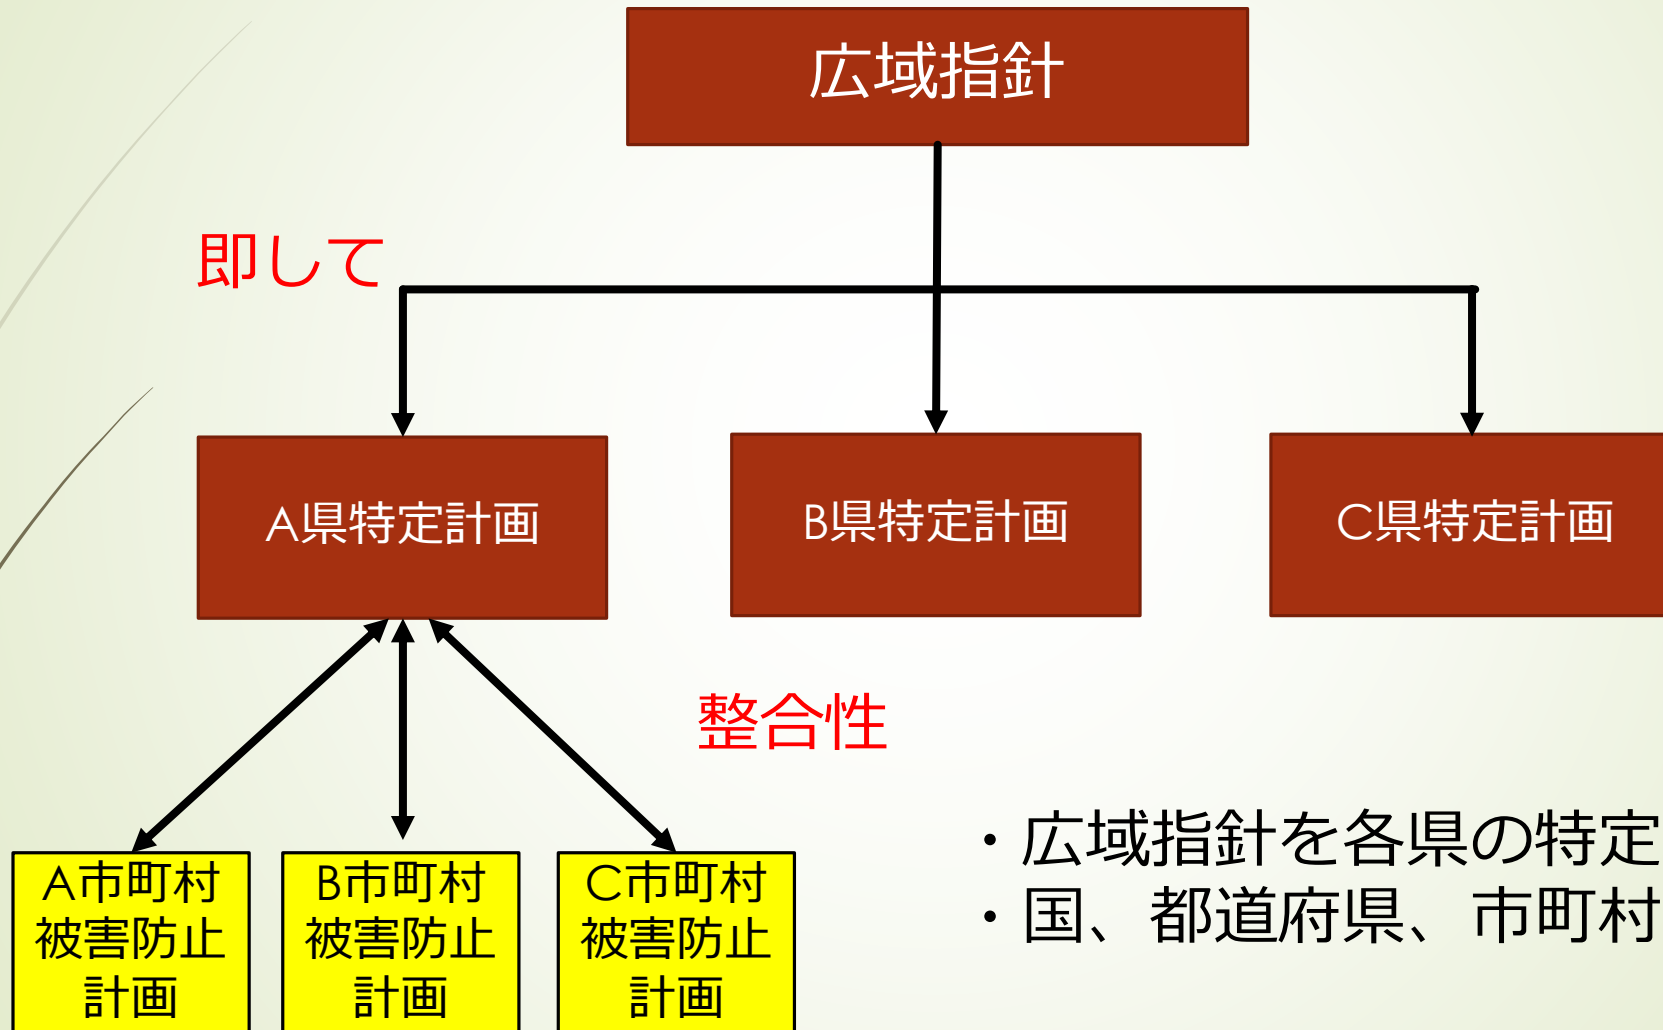 広域指針
即して
A県特定計画
B県特定計画
C県特定計画
整合性
・広域指針を各県の特定
・国、都道府県、市町村
A市町村
被害防止
計画
B市町村
被害防止
計画
C市町村
被害防止
計画